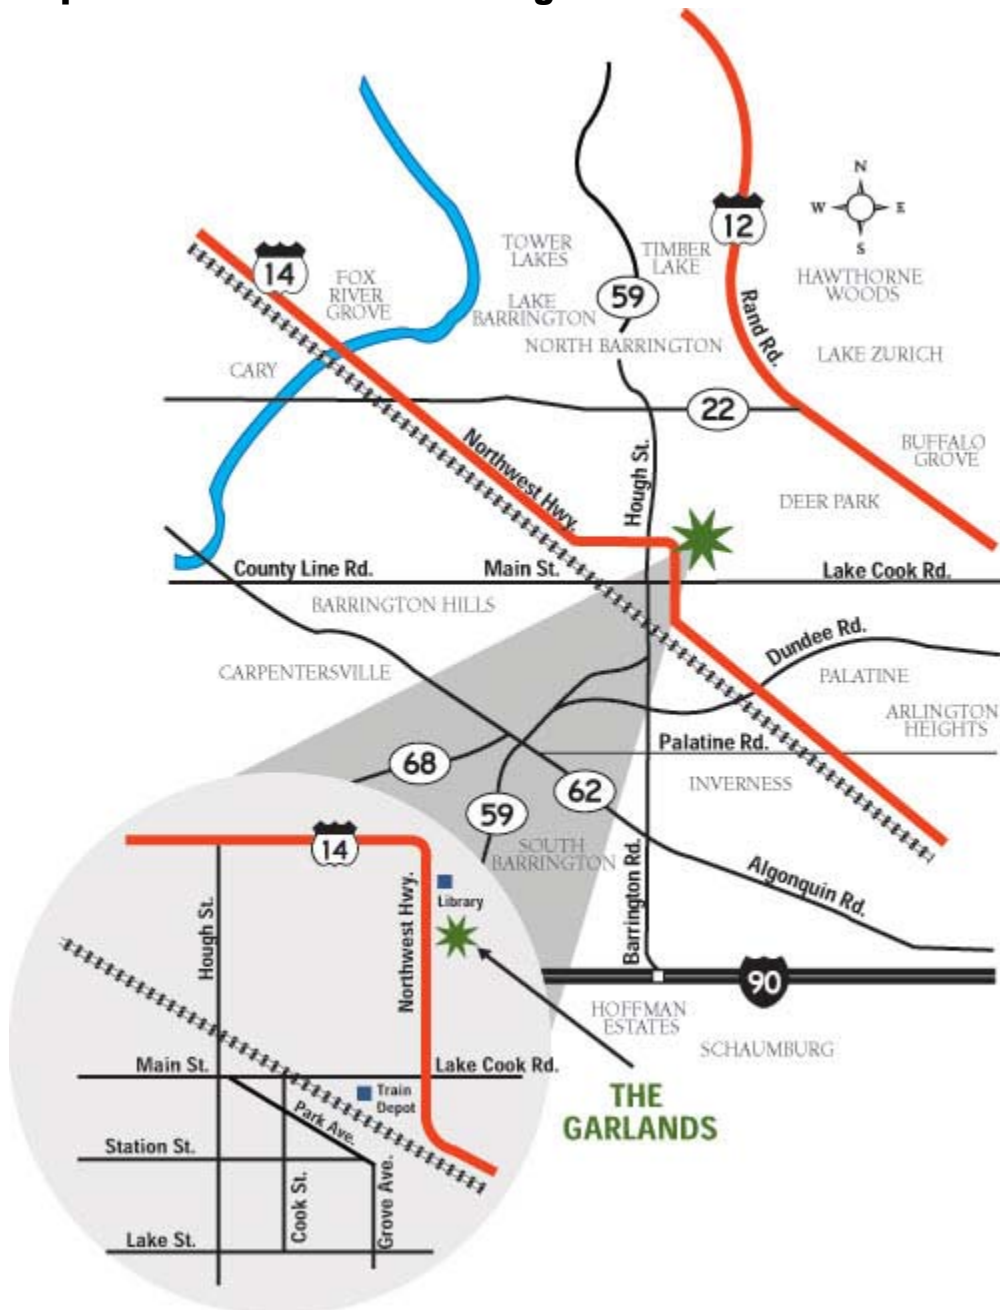 N
W
E
S
12
14
TOWER
LAKES
TIMBER
LAKE
HAWTHORNE
WOODS
FOX
RIVER
GROVE
59
LAKE
BARRINGTON
Rand Rd.
NORTH BARRINGTON
LAKE ZURICH
CARY
22
Northwest Hwy.
Hough St.
BUFFALO
GROVE
DEER PARK
County Line Rd.
Main St.
Lake Cook Rd.
BARRINGTON HILLS
Dundee Rd.
CARPENTERSVILLE
PALATINE
ARLINGTON
HEIGHTS
Palatine Rd.
68
INVERNESS
62
59
SOUTH
BARRINGTON
Barrington Rd.
Algonquin Rd.
90
HOFFMAN
ESTATES
SCHAUMBURG
14
Library
Hough St.
Northwest Hwy.
Main St.
Lake Cook Rd.
Train
Depot
Park Ave.
Station St.
Cook St.
Grove Ave.
Lake St.
THE
GARLANDS